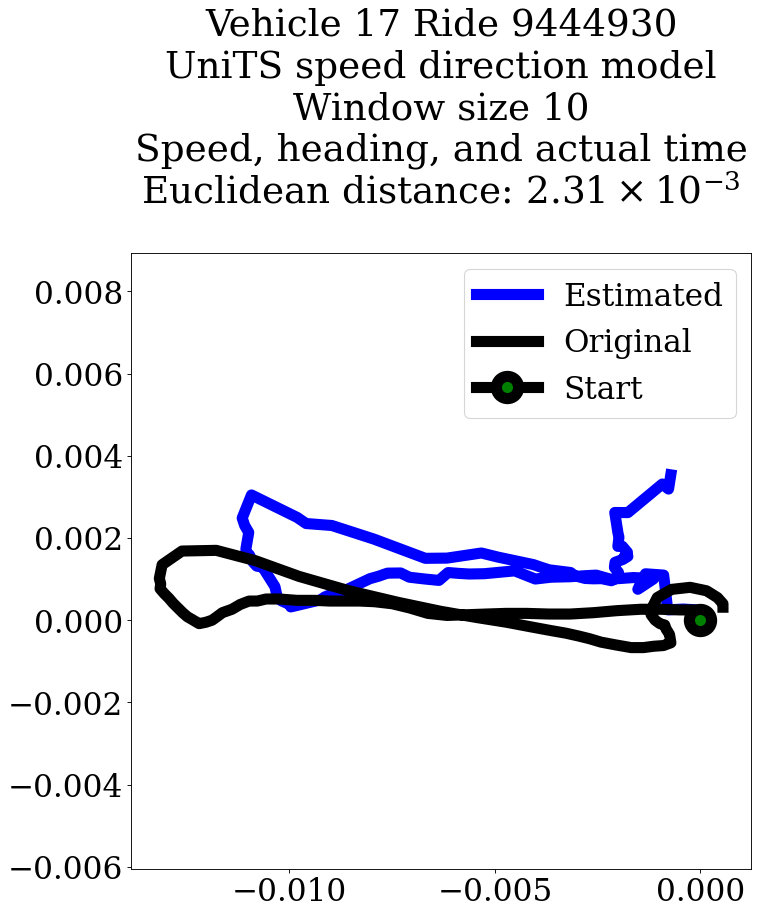 Vehicle 17 Ride 9444930
UniTS speed direction model
Window size 10
Speed, heading, and actual time
Euclidean distance: 2.31 × 10⁻³
Estimated
Original
Start
0.008
0.006
0.004
0.002
0.000
−0.002
−0.004
−0.006
−0.010 −0.005 0.000